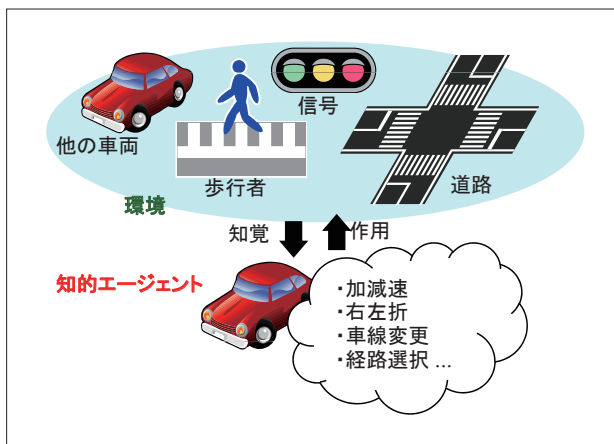 信号
他の車両
歩行者
道路
環境
知覚
作用
知的エージェント
・加減速
・右左折
・車線変更
・経路選択 ...